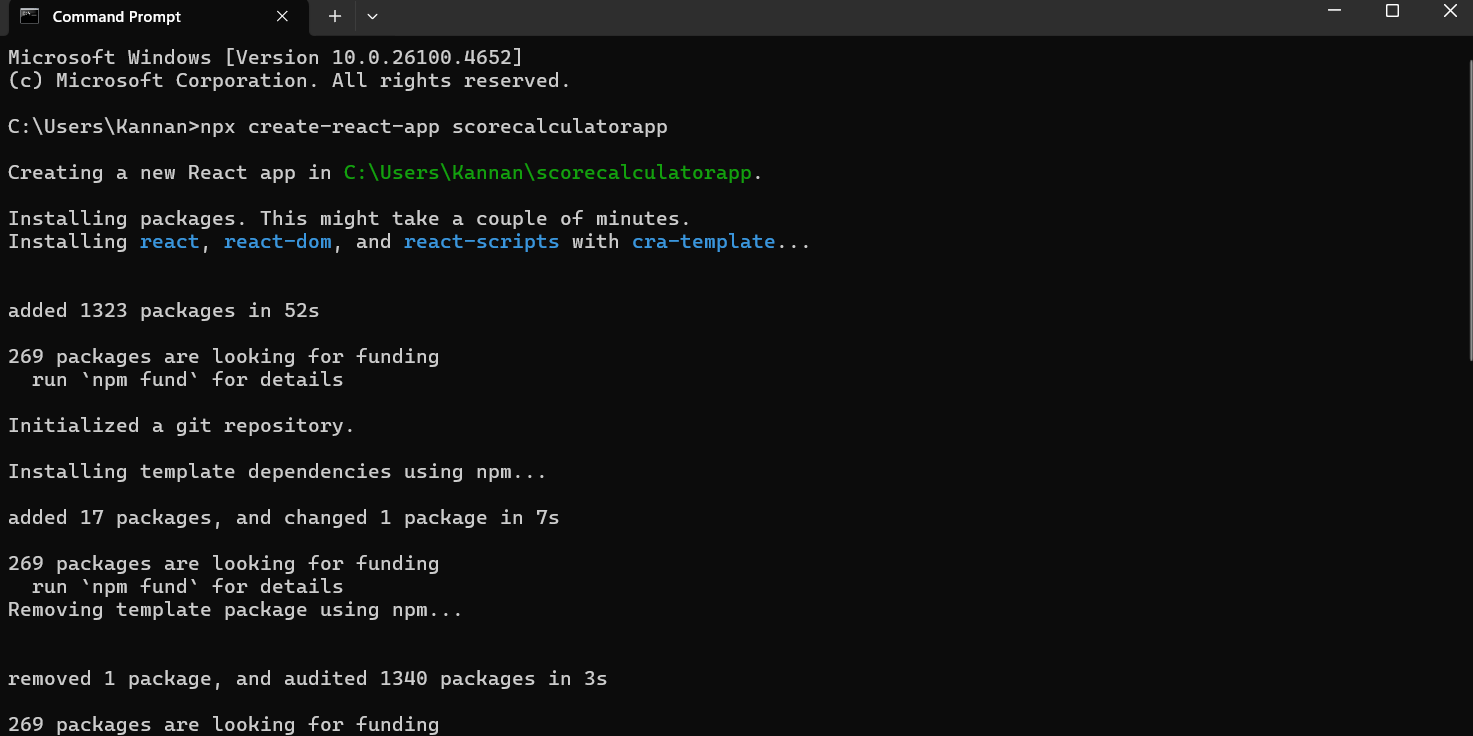 Command Prompt
Microsoft Windows [Version 10.0.26100.4652]
(c) Microsoft Corporation. All rights reserved.
C:\Users\Kannan>npx create-react-app scorecalculatorapp
Creating a new React app in C:\Users\Kannan\scorecalculatorapp.
Installing packages. This might take a couple of minutes.
Installing react, react-dom, and react-scripts with cra-template...
added 1323 packages in 52s
269 packages are looking for funding
  run `npm fund` for details
Initialized a git repository.
Installing template dependencies using npm...
added 17 packages, and changed 1 package in 7s
269 packages are looking for funding
  run `npm fund` for details
Removing template package using npm...
removed 1 package, and audited 1340 packages in 3s
269 packages are looking for funding